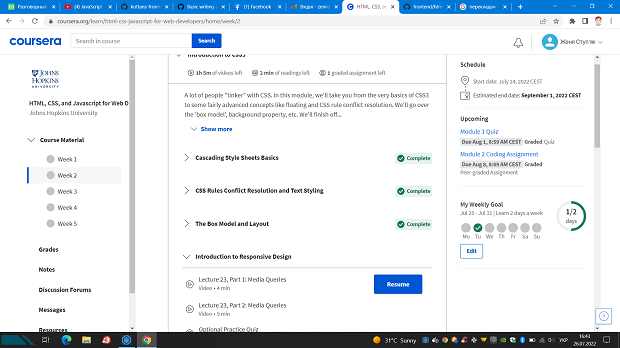 Розговорны
(4) JavaScript
kottans-front
Basic writing
(1) Facebook
HTML, CSS, a
frontend/htm
перекладач
coursera.org/learn/html-css-javascript-for-web-developers/home/week/2
coursera
Search in course
Search
Женя Ступ'як
JOHNS HOPKINS
UNIVERSITY
HTML, CSS, and Javascript for Web D
Johns Hopkins University
Course Material
Week 1
Week 2
Week 3
Week 4
Week 5
Grades
Notes
Discussion Forums
Messages
Resources
Introduction to CSS3
1h 5m of videos left
2 min of readings left
1 graded assignment left
A lot of people "tinker" with CSS. In this module, we'll take you from the very basics of CSS3
to some fairly advanced concepts like floating and CSS rule conflict resolution. We'll go over
the 'box model', background property, etc. We'll finish off...
Show more
Cascading Style Sheets Basics
Complete
CSS Rules Conflict Resolution and Text Styling
Complete
The Box Model and Layout
Complete
Introduction to Responsive Design
Lecture 23, Part 1: Media Queries
Video • 4 min
Resume
Lecture 23, Part 2: Media Queries
Video • 9 min
Optional Practice Quiz
Schedule
Start date: July 24, 2022 CEST
Estimated end date: September 1, 2022 CEST
Upcoming
Module 1 Quiz
Due Aug 1, 8:59 AM CEST Graded Quiz
Module 2 Coding Assignment
Due Aug 8, 8:59 AM CEST Graded
Peer-graded Assignment
My Weekly Goal
Jul 25 - Jul 31 | Learn 2 days a week
1/2
days
Mo Tu We Th Fr Sa Su
Edit
31°C Sunny
УКР
16:43
26.07.2022